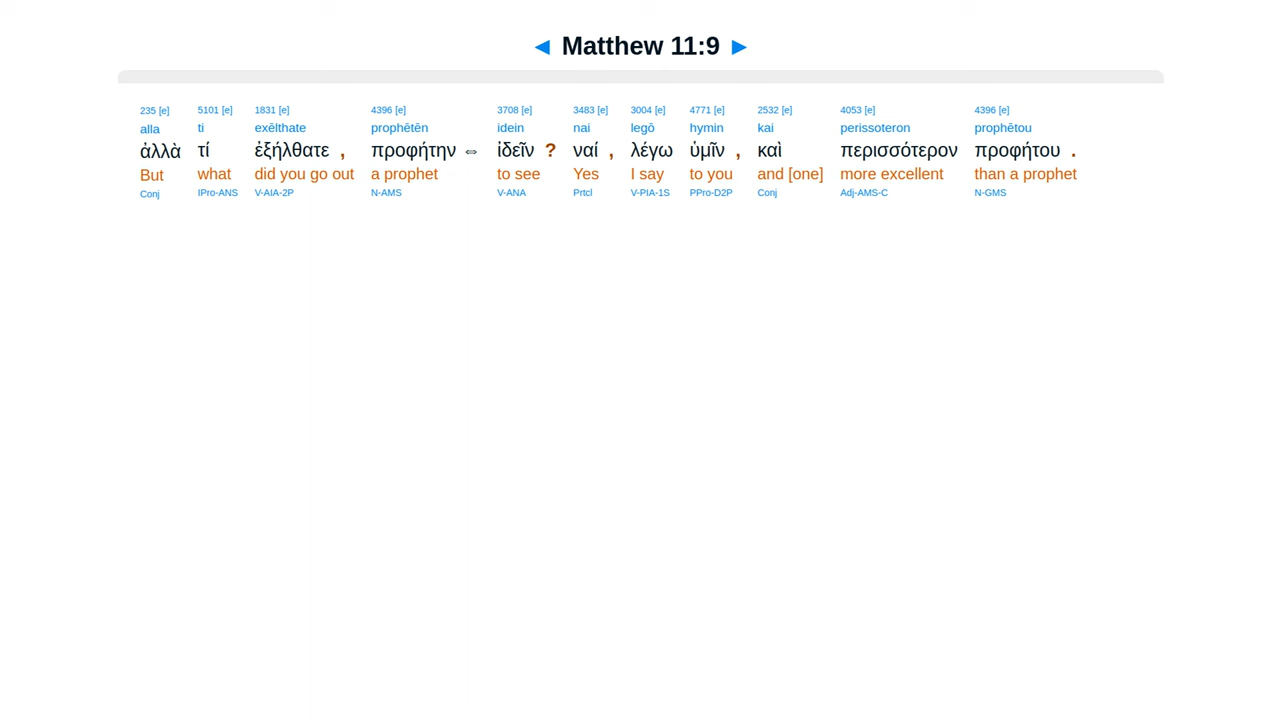 ◄ Matthew 11:9 ►
235 [e] 5101 [e] 1831 [e] 4396 [e] 3708 [e] 3483 [e] 3004 [e] 4771 [e] 2532 [e] 4053 [e] 4396 [e]
alla ti exēlthate prophētēn idein nai legō hymin kai perissoteron prophētou
ἀλλὰ τί ἐξήλθατε , προφήτην ⇔ ἰδεῖν ? ναί , λέγω ὑμῖν , καὶ περισσότερον προφήτου .
But what did you go out a prophet to see Yes I say to you and [one] more excellent than a prophet
Conj IPro-ANS V-AIA-2P N-AMS V-ANA Prtcl V-PIA-1S PPro-D2P Conj Adj-AMS-C N-GMS